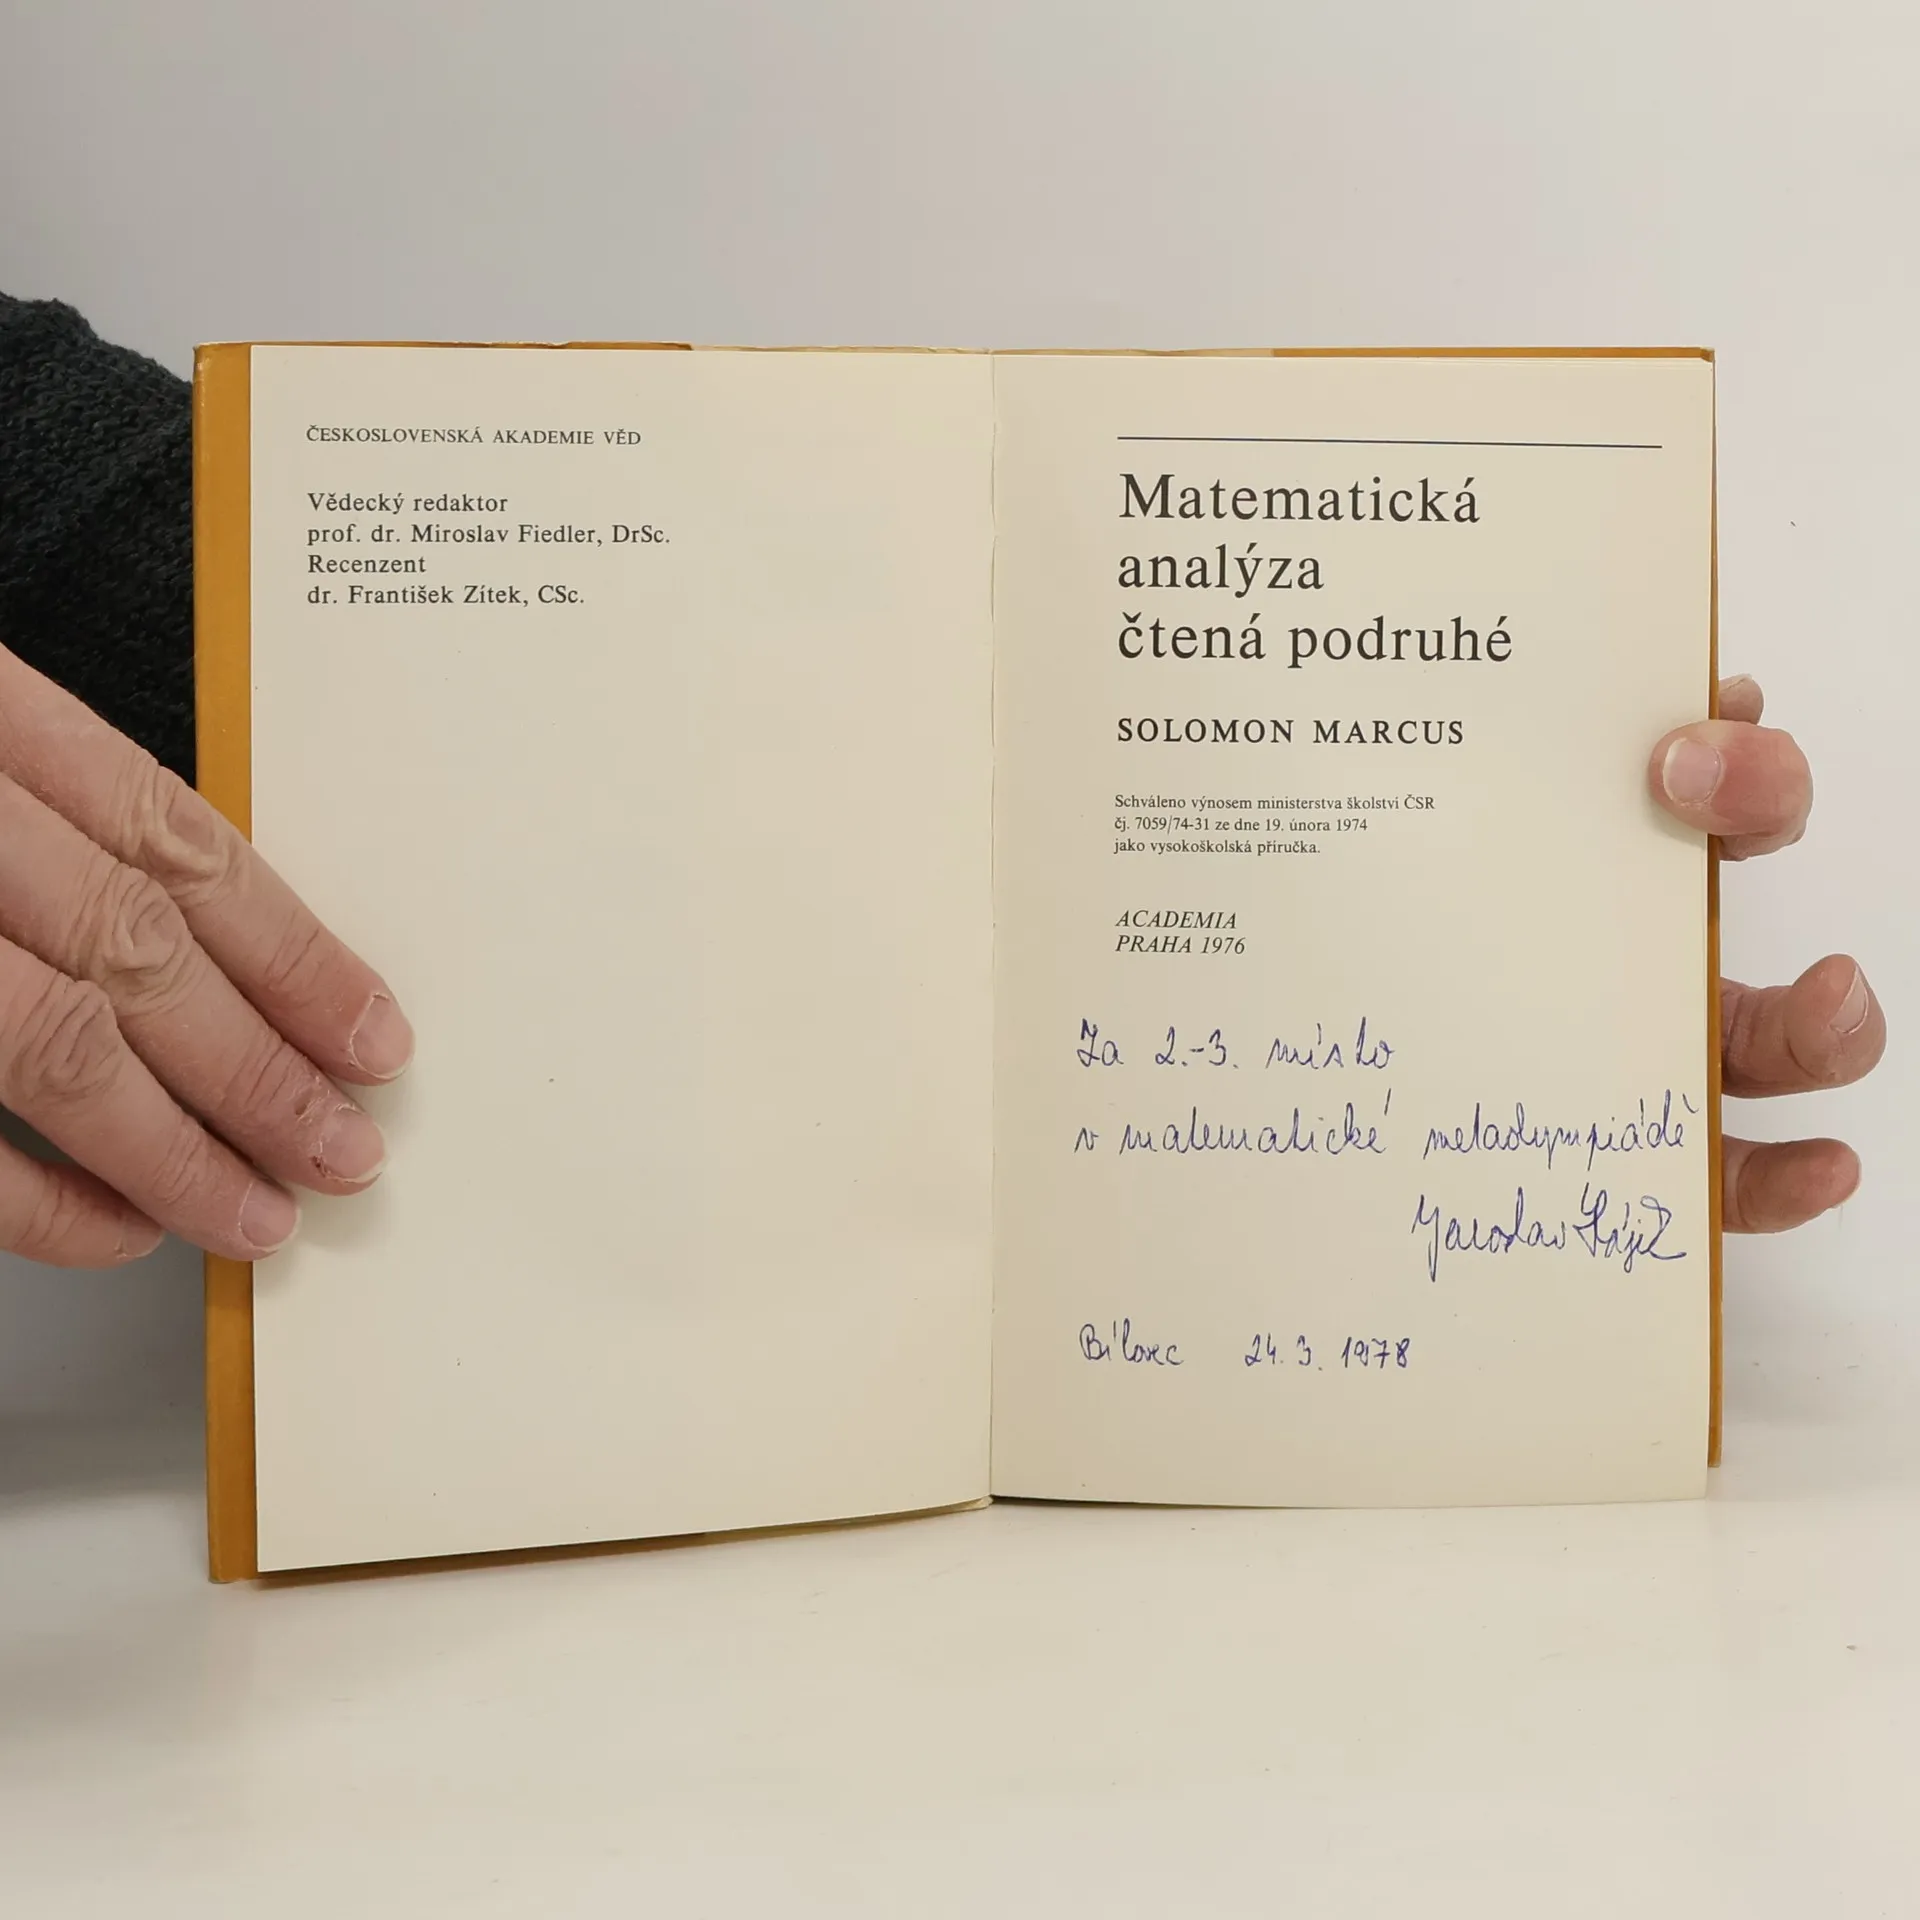 ČESKOSLOVENSKÁ AKADEMIE VĚD
Vědecký redaktor
prof. dr. Miroslav Fiedler, DrSc.
Recenzent
dr. František Zítek, CSc.
Matematická
analýza
čtená podruhé
SOLOMON MARCUS
Schváleno výnosem ministerstva školství ČSR
čj. 7059/74-31 ze dne 19. února 1974
jako vysokoškolská příručka.
ACADEMIA
PRAHA 1976
Za 2.-3. místo
v matematické metaolympiádě
Jaroslav
Bílovec 24. 3. 1978